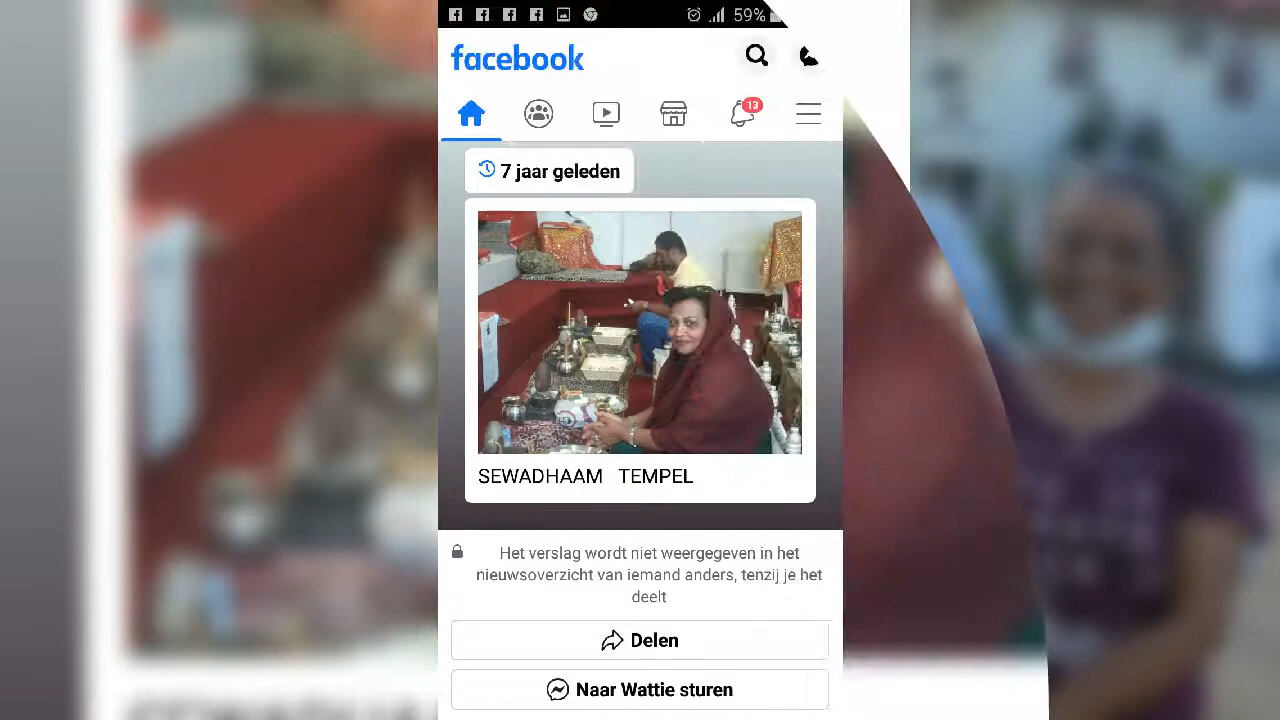 59%
facebook
13
7 jaar geleden
SEWADHAAM TEMPEL
Het verslag wordt niet weergegeven in het
nieuwsoverzicht van iemand anders, tenzij je het
deelt
Delen
Naar Wattie sturen